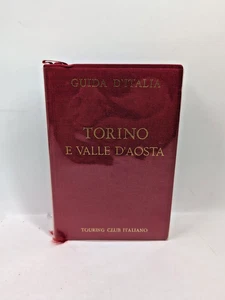 GUIDA D'ITALIA
TORINO
E VALLE D'AOSTA
TOURING CLUB ITALIANO